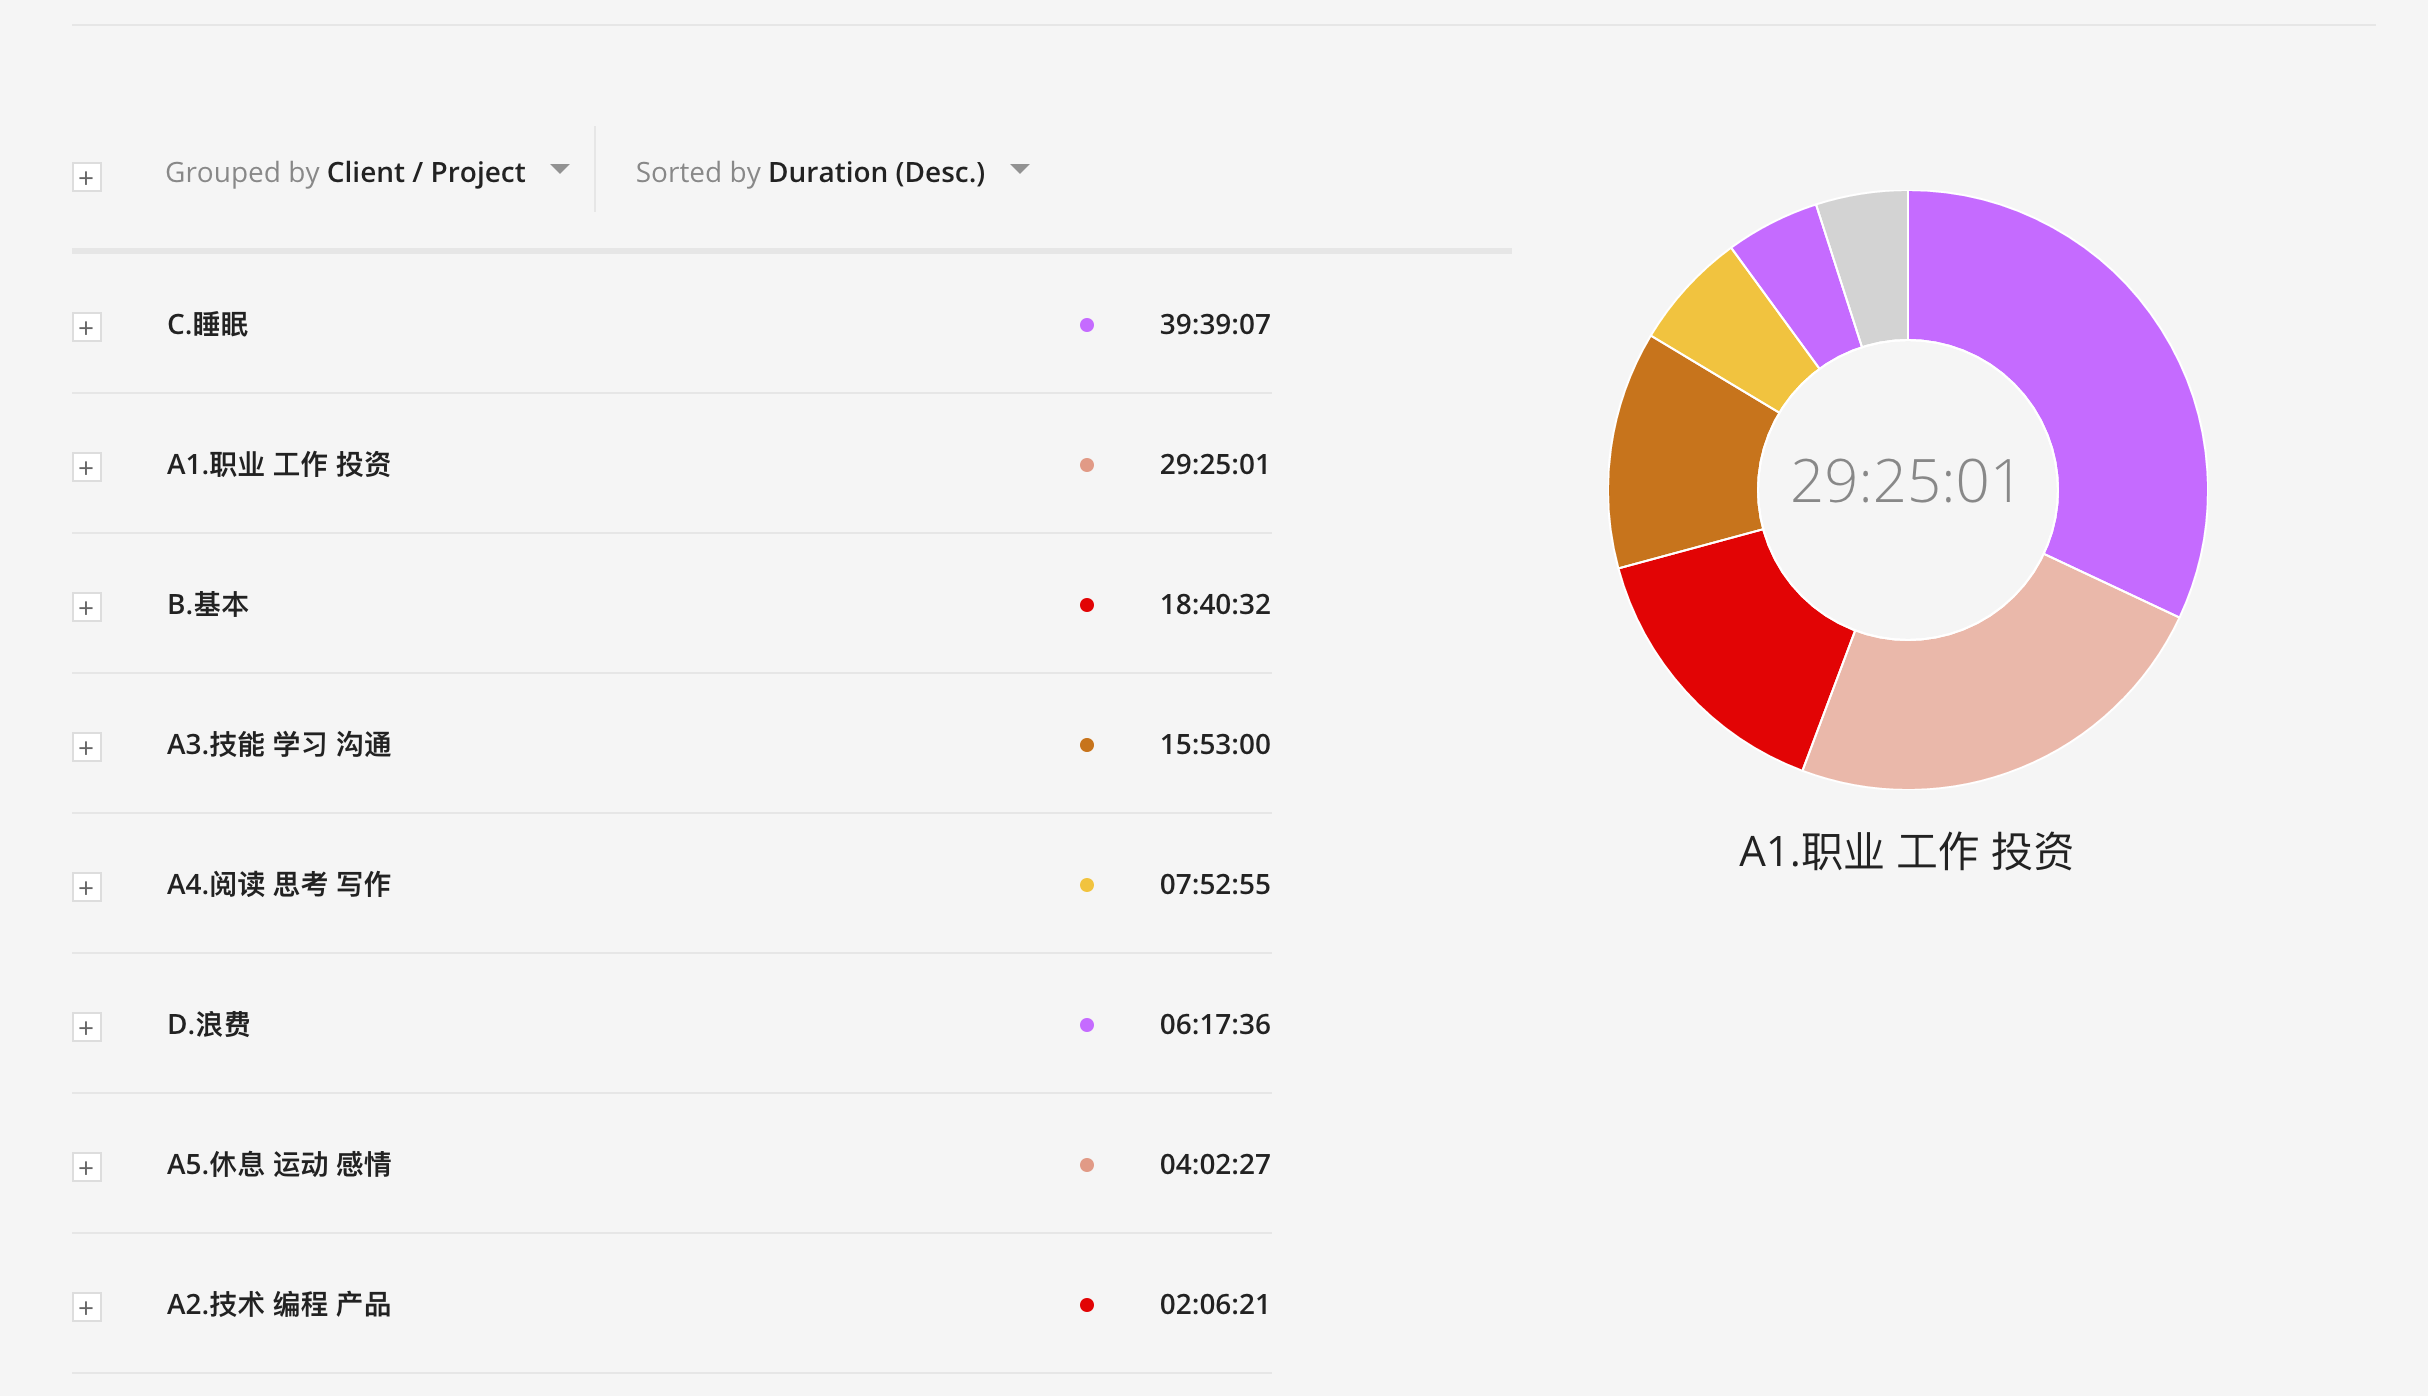 Grouped by Client / Project Sorted by Duration (Desc.)
C.睡眠 39:39:07
A1.职业 工作 投资 29:25:01
B.基本 18:40:32
A3.技能 学习 沟通 15:53:00
A4.阅读 思考 写作 07:52:55
D.浪费 06:17:36
A5.休息 运动 感情 04:02:27
A2.技术 编程 产品 02:06:21
29:25:01
A1.职业 工作 投资